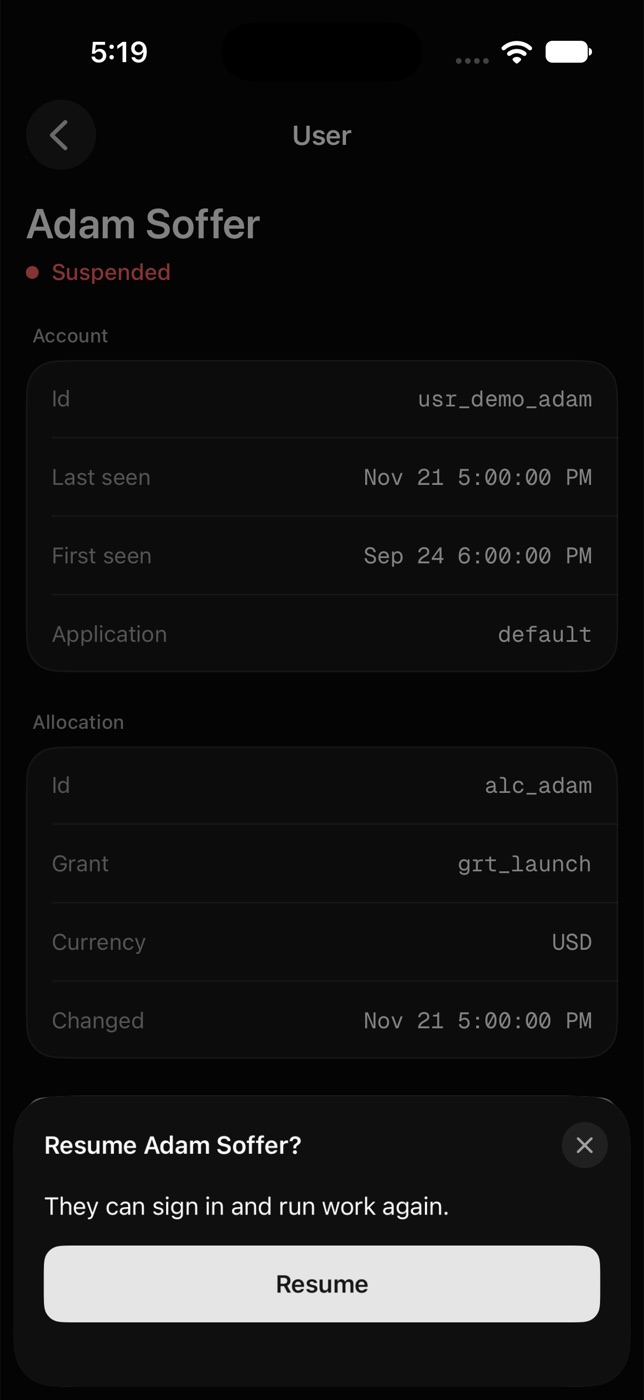 5:19
User
Adam Soffer
Suspended
Account
Id usr_demo_adam
Last seen Nov 21 5:00:00 PM
First seen Sep 24 6:00:00 PM
Application default
Allocation
Id alc_adam
Grant grt_launch
Currency USD
Changed Nov 21 5:00:00 PM
Resume Adam Soffer?
They can sign in and run work again.
Resume